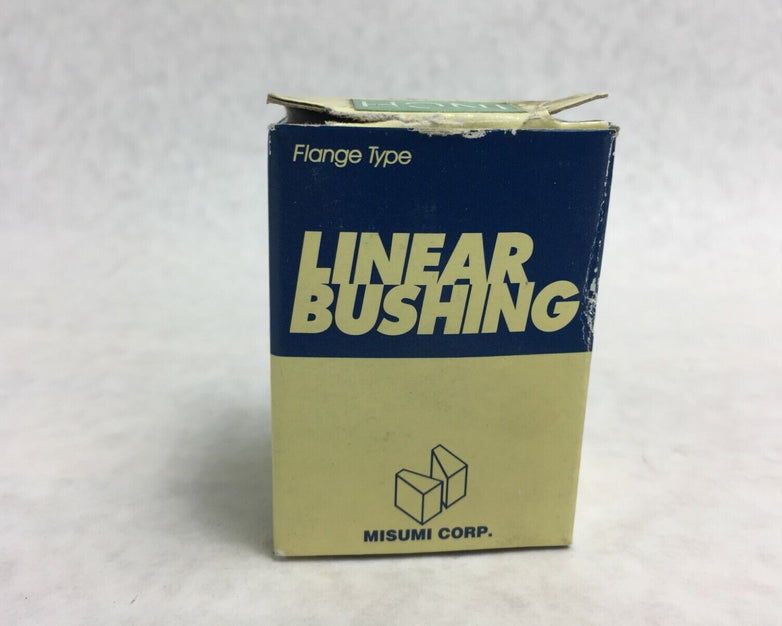 Flange Type
LINEAR
BUSHING
MISUMI CORP.